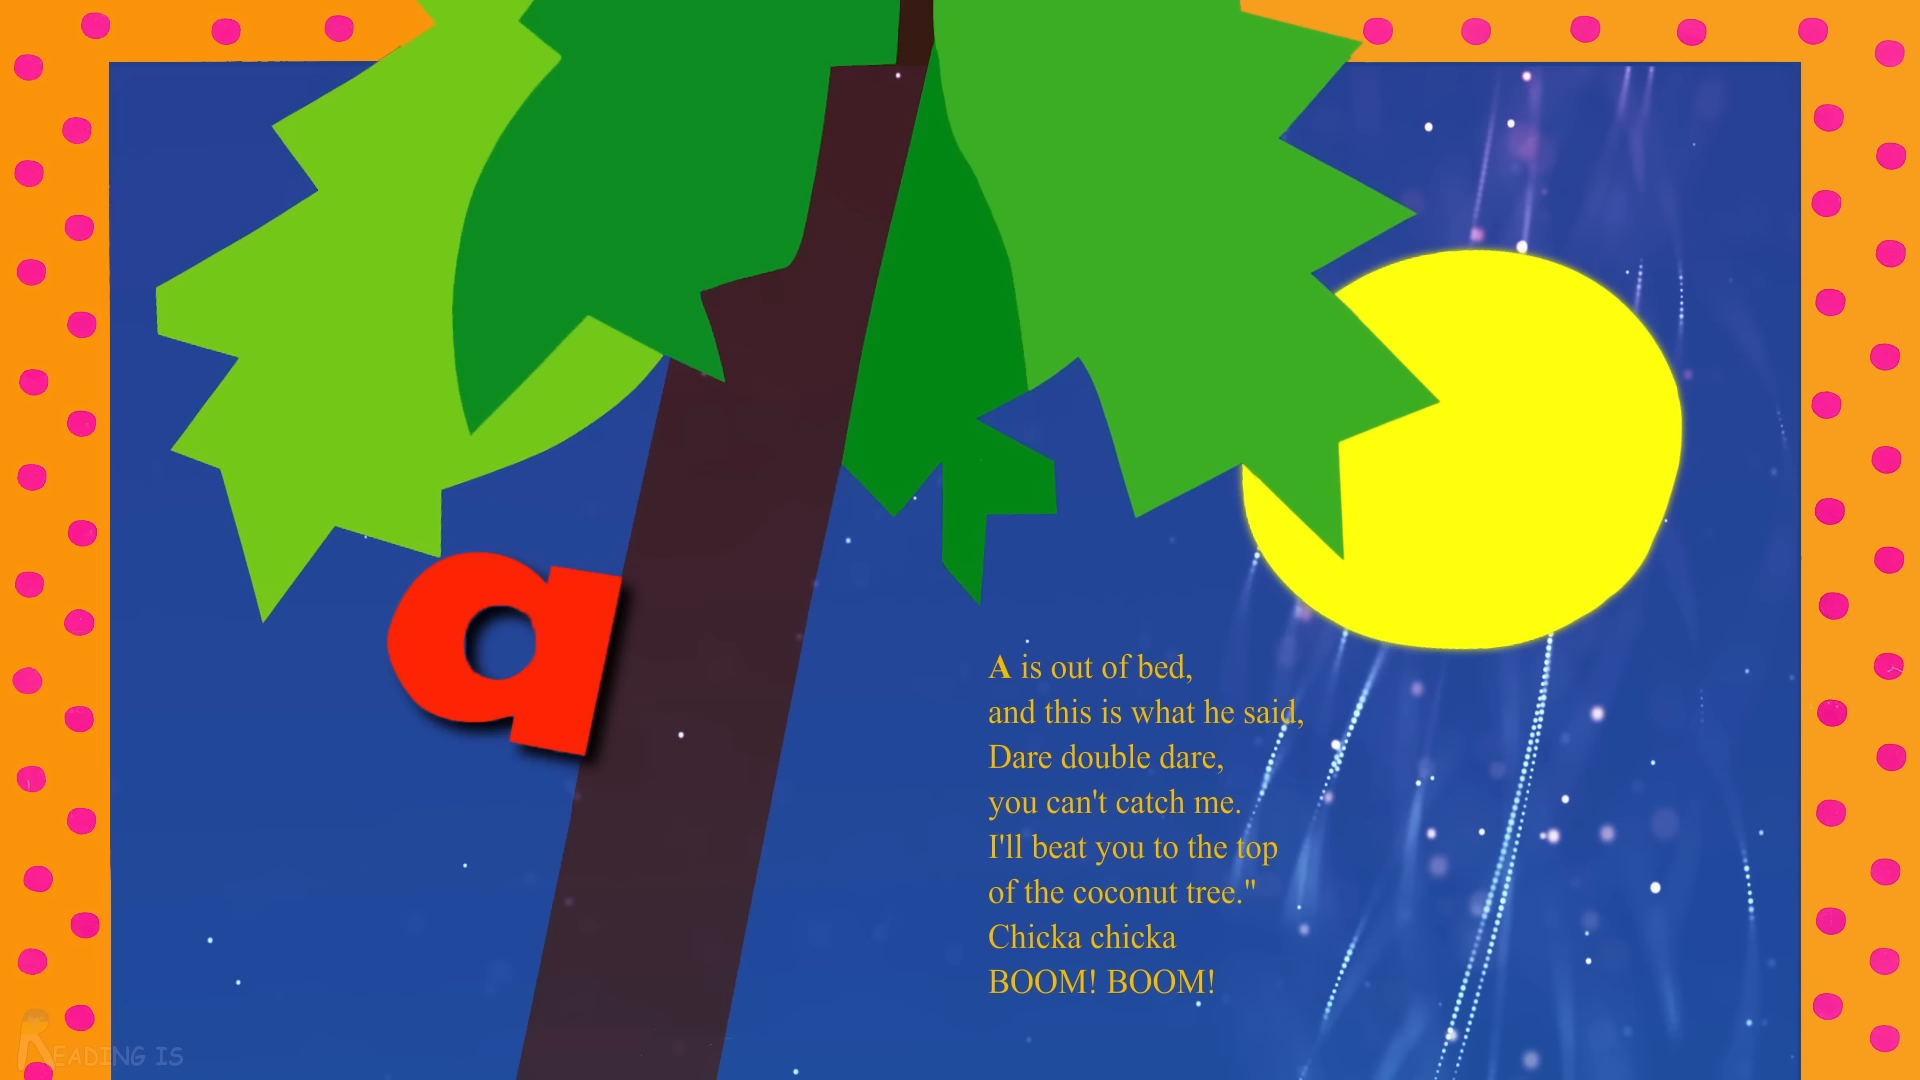 a
A is out of bed,
and this is what he said,
Dare double dare,
you can't catch me.
I'll beat you to the top
of the coconut tree."
Chicka chicka
BOOM! BOOM!
READING IS